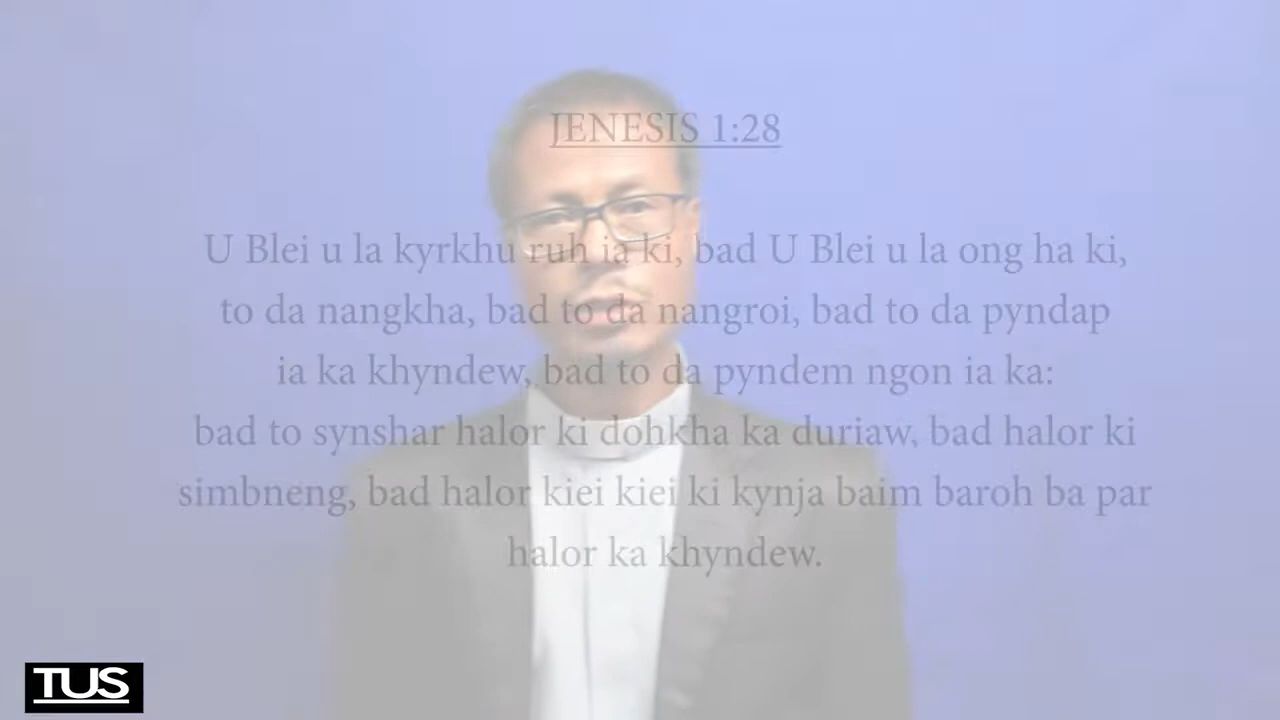 JENESIS 1:28
U Blei u la kyrkhu ruh ia ki, bad U Blei u la ong ha ki,
to da nangkha, bad to da nangroi, bad to da pyndap
ia ka khyndew, bad to da pyndem ngon ia ka:
bad to synshar halor ki dohkha ka duriaw, bad halor ki
simbneng, bad halor kiei kiei ki kynja baim baroh ba par
halor ka khyndew.
TUS